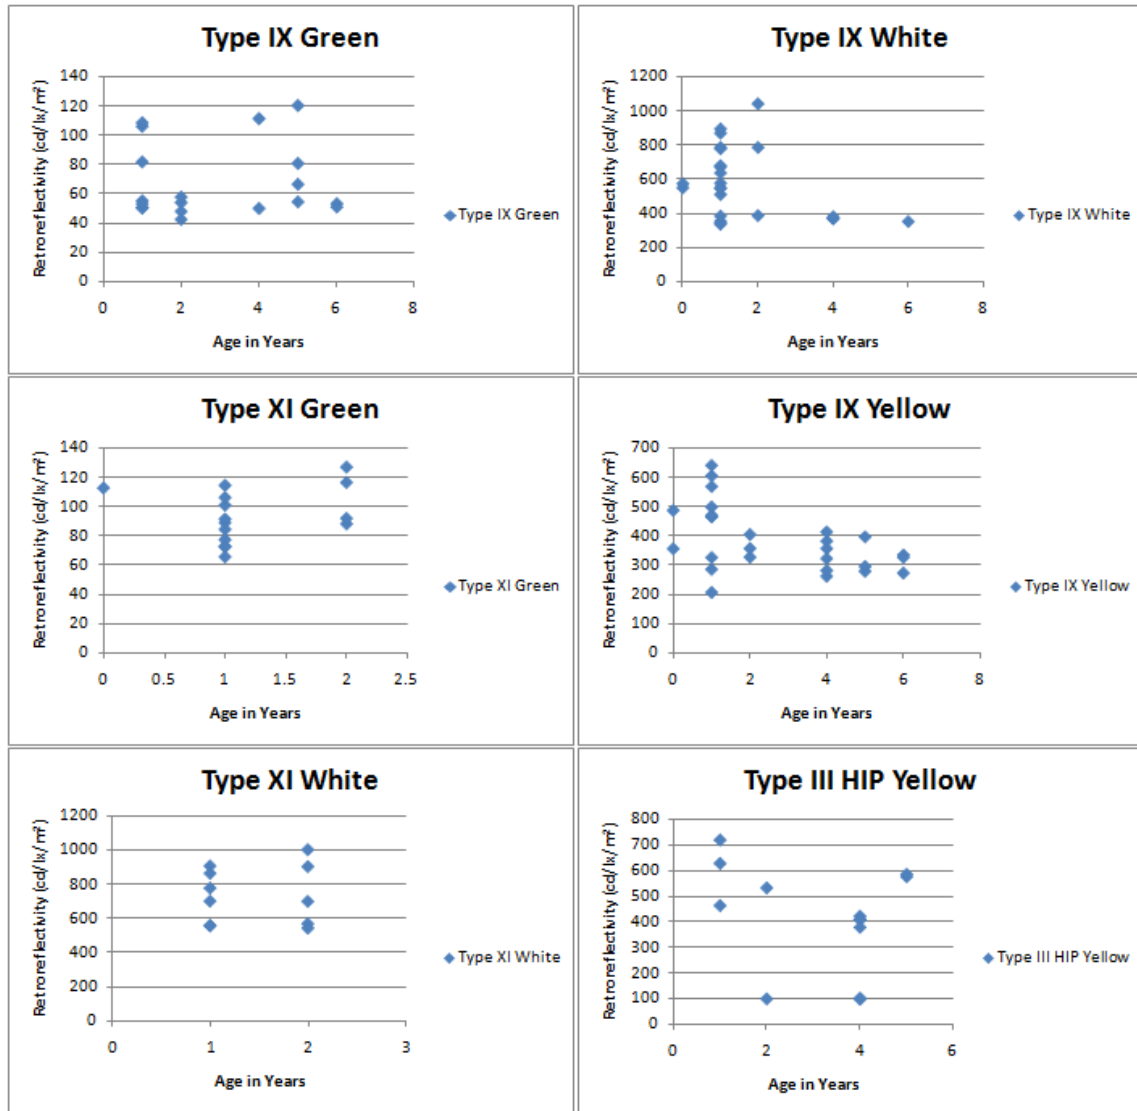 Type IX Green
Retroreflectivity (cd/lx/m²)
140
120
100
80
60
40
20
0
0 2 4 6 8
Age in Years
Type IX Green
Type IX White
Retroreflectivity (cd/lx/m²)
1200
1000
800
600
400
200
0
0 2 4 6 8
Age in Years
Type IX White
Type XI Green
Retroreflectivity (cd/lx/m²)
140
120
100
80
60
40
20
0
0 0.5 1 1.5 2 2.5
Age in Years
Type XI Green
Type IX Yellow
Retroreflectivity (cd/lx/m²)
700
600
500
400
300
200
100
0
0 2 4 6 8
Age in Years
Type IX Yellow
Type XI White
Retroreflectivity (cd/lx/m²)
1200
1000
800
600
400
200
0
0 1 2 3
Age in Years
Type XI White
Type III HIP Yellow
Retroreflectivity (cd/lx/m²)
800
700
600
500
400
300
200
100
0
0 2 4 6
Age in Years
Type III HIP Yellow